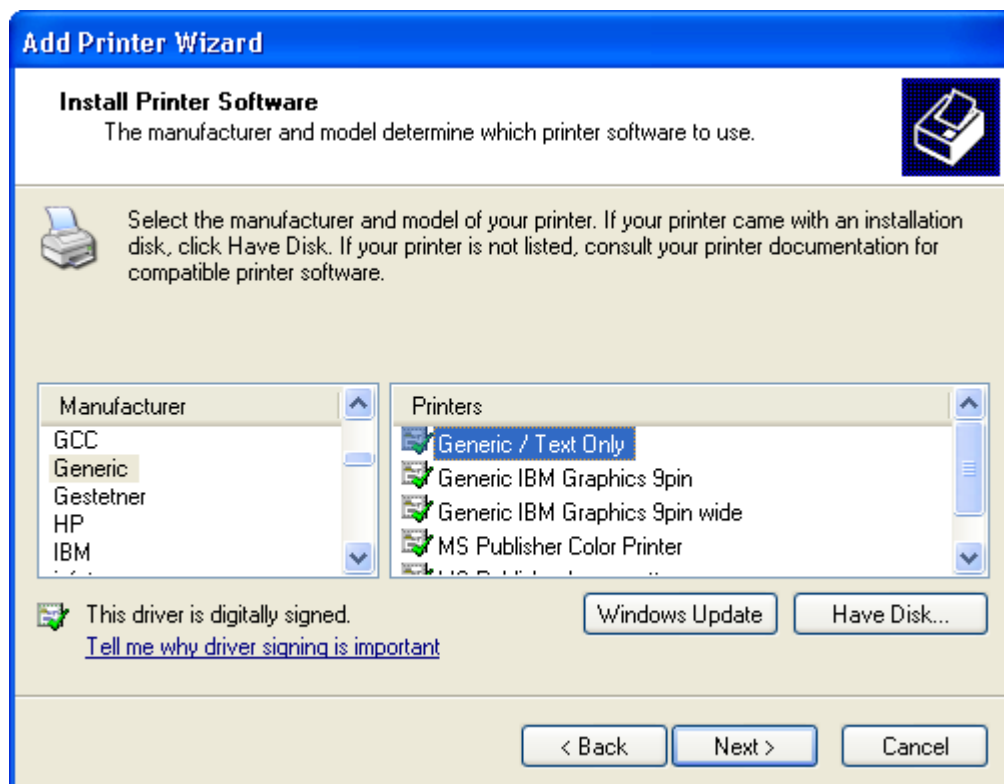 Add Printer Wizard
Install Printer Software
The manufacturer and model determine which printer software to use.
Select the manufacturer and model of your printer. If your printer came with an installation
disk, click Have Disk. If your printer is not listed, consult your printer documentation for
compatible printer software.
Manufacturer
GCC
Generic
Gestetner
HP
IBM
Printers
Generic / Text Only
Generic IBM Graphics 9pin
Generic IBM Graphics 9pin wide
MS Publisher Color Printer
This driver is digitally signed.
Tell me why driver signing is important
Windows Update
Have Disk...
< Back
Next >
Cancel